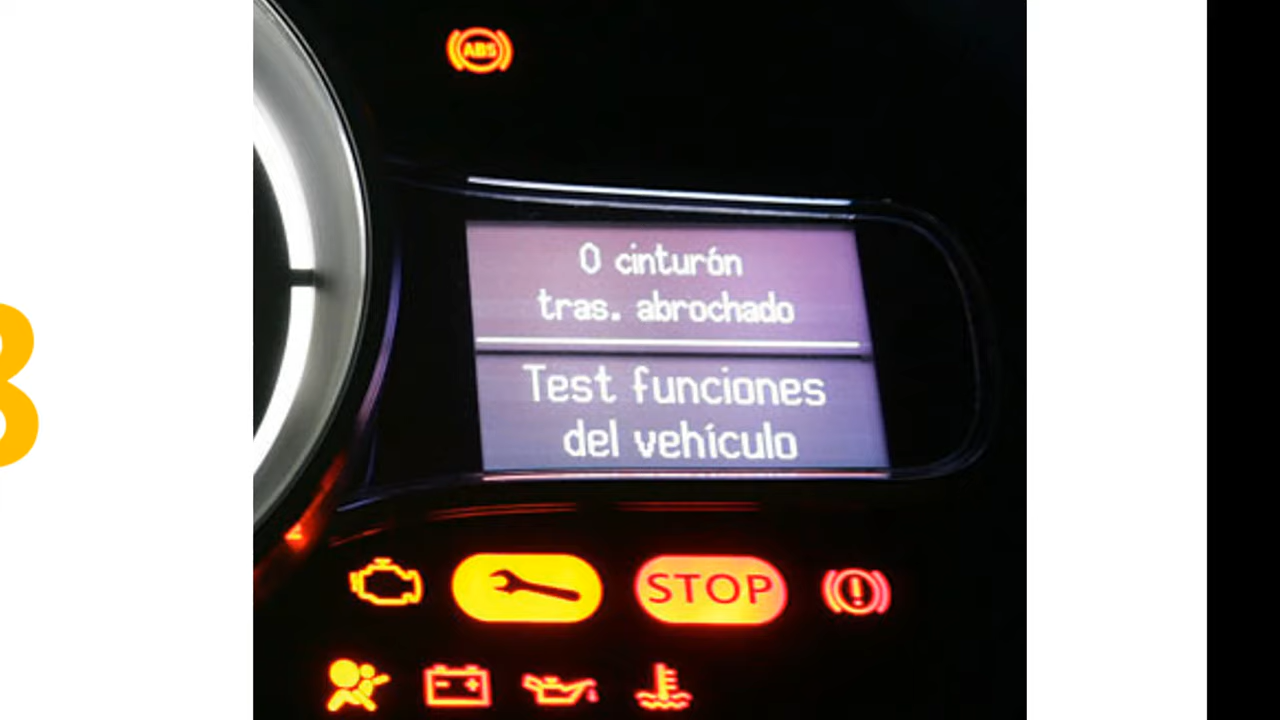 ABS
0 cinturón
tras. abrochado
Test funciones
del vehículo
STOP